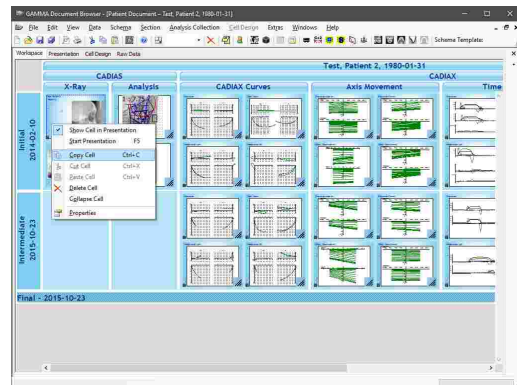 GAMMA Document Browser - [Patient Document - Test, Patient 2, 1980-01-31]
File Edit View Data Schema Section Analysis Collection Cell Design Extras Windows Help
Schema Template:
Workspace Presentation Cell Design Raw Data
Test, Patient 2, 1980-01-31
CADIAS CADIAX
X-Ray Analysis CADIAX Curves Axis Movement Time
Initial
2014-02-10
Show Cell in Presentation
Start Presentation F5
Copy Cell Ctrl+C
Cut Cell Ctrl+X
Paste Cell Ctrl+V
Delete Cell
Collapse Cell
Properties
Intermediate
2015-10-23
Final - 2015-10-23